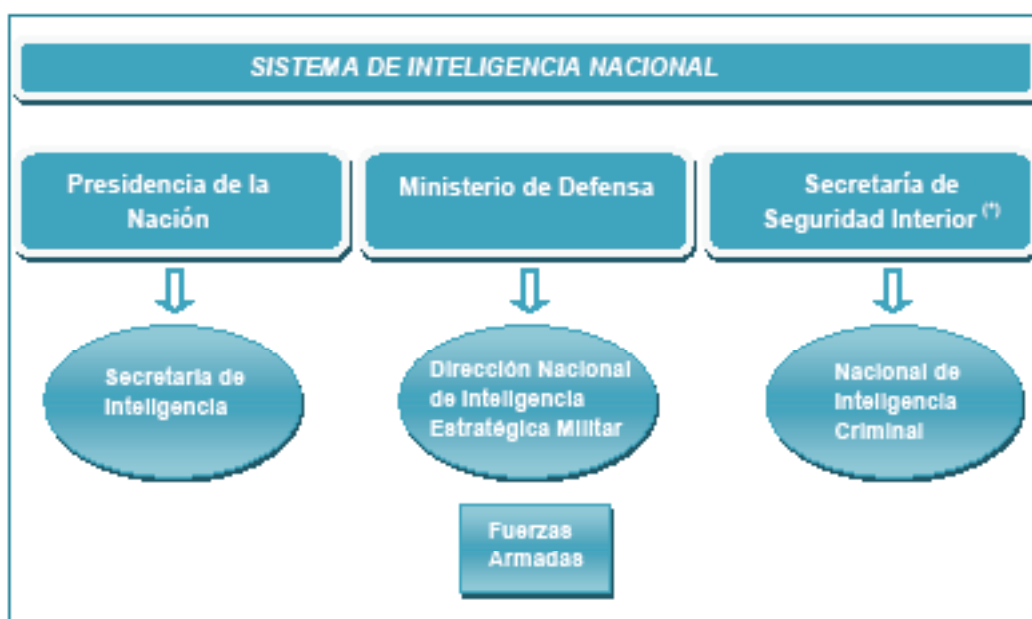 SISTEMA DE INTELIGENCIA NACIONAL
Presidencia de la
Nación
Ministerio de Defensa
Secretaría de
Seguridad Interior (*)
Secretaria de
Inteligencia
Dirección Nacional
de Inteligencia
Estratégica Militar
Nacional de
Inteligencia
Criminal
Fuerzas
Armadas